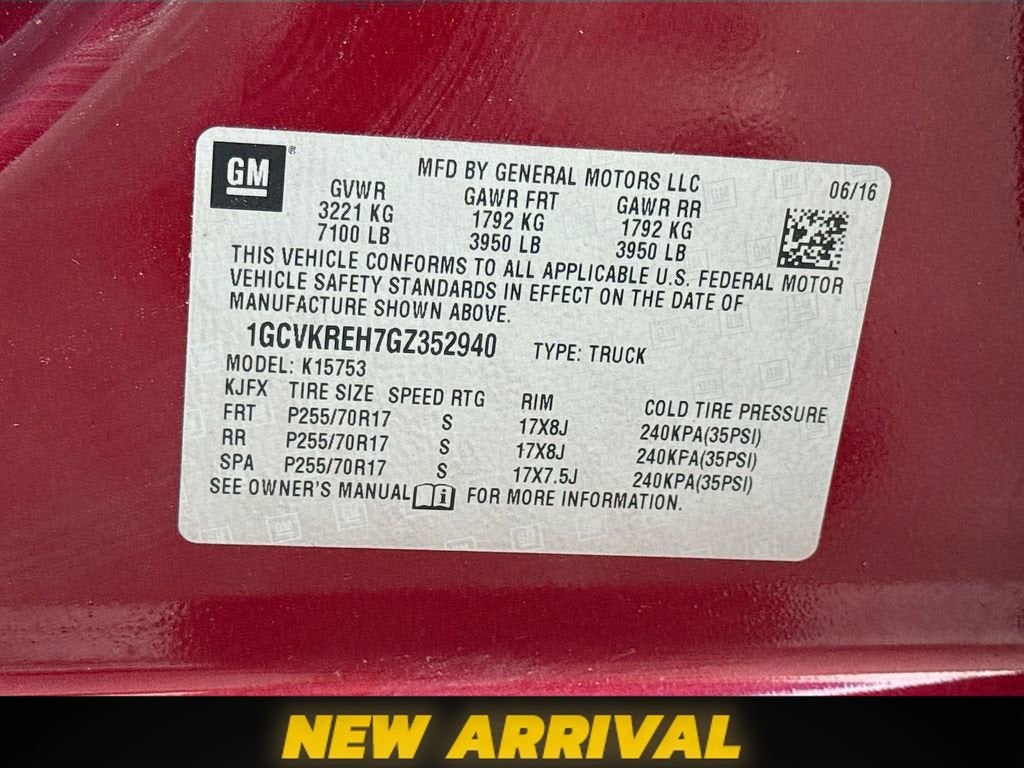 GM
MFD BY GENERAL MOTORS LLC
06/16
GVWR GAWR FRT GAWR RR
3221 KG 1792 KG 1792 KG
7100 LB 3950 LB 3950 LB
THIS VEHICLE CONFORMS TO ALL APPLICABLE U.S. FEDERAL MOTOR
VEHICLE SAFETY STANDARDS IN EFFECT ON THE DATE OF
MANUFACTURE SHOWN ABOVE.
1GCVKREH7GZ352940 TYPE: TRUCK
MODEL: K15753
KJFX TIRE SIZE SPEED RTG RIM COLD TIRE PRESSURE
FRT P255/70R17 S 17X8J 240KPA(35PSI)
RR P255/70R17 S 17X8J 240KPA(35PSI)
SPA P255/70R17 S 17X7.5J 240KPA(35PSI)
SEE OWNER'S MANUAL i FOR MORE INFORMATION.
NEW ARRIVAL